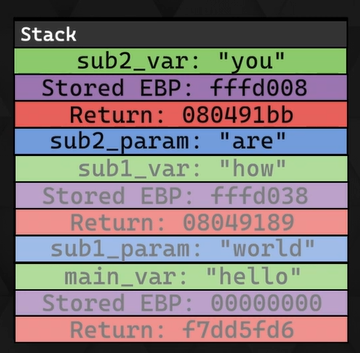 Stack
sub2_var: "you"
Stored EBP: fffd008
Return: 080491bb
sub2_param: "are"
sub1_var: "how"
Stored EBP: fffd038
Return: 08049189
sub1_param: "world"
main_var: "hello"
Stored EBP: 00000000
Return: f7dd5fd6